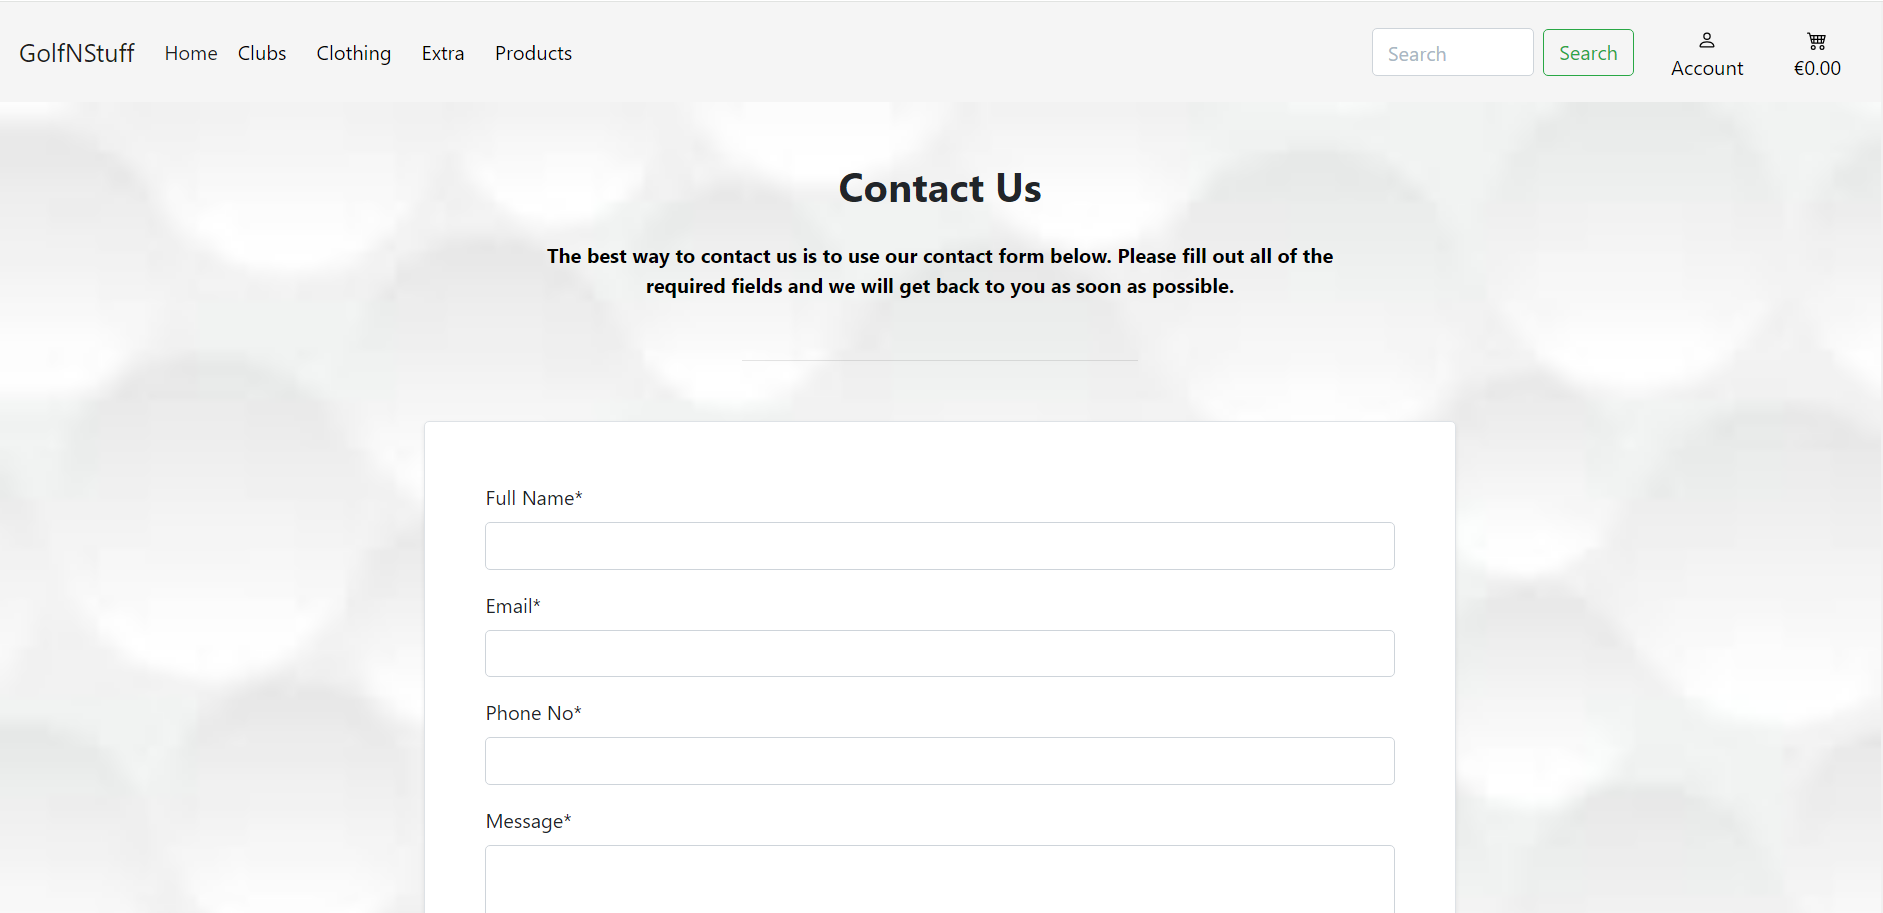 GolfNStuff Home Clubs Clothing Extra Products Search Search Account €0.00
Contact Us
The best way to contact us is to use our contact form below. Please fill out all of the
required fields and we will get back to you as soon as possible.
Full Name*
Email*
Phone No*
Message*